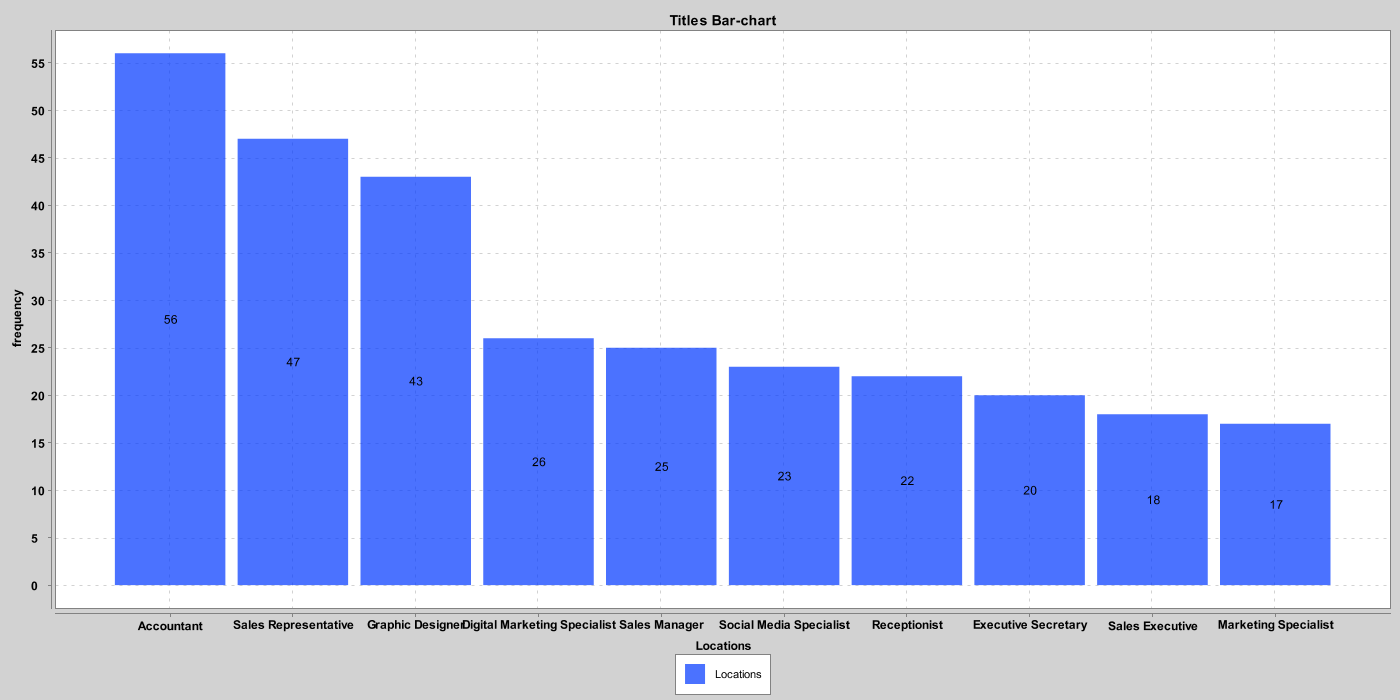 Titles Bar-chart
frequency
55
50
45
40
35
30
25
20
15
10
5
0
56
47
43
26
25
23
22
20
18
17
Accountant
Sales Representative
Graphic Designer
Digital Marketing Specialist
Sales Manager
Social Media Specialist
Receptionist
Executive Secretary
Sales Executive
Marketing Specialist
Locations
Locations